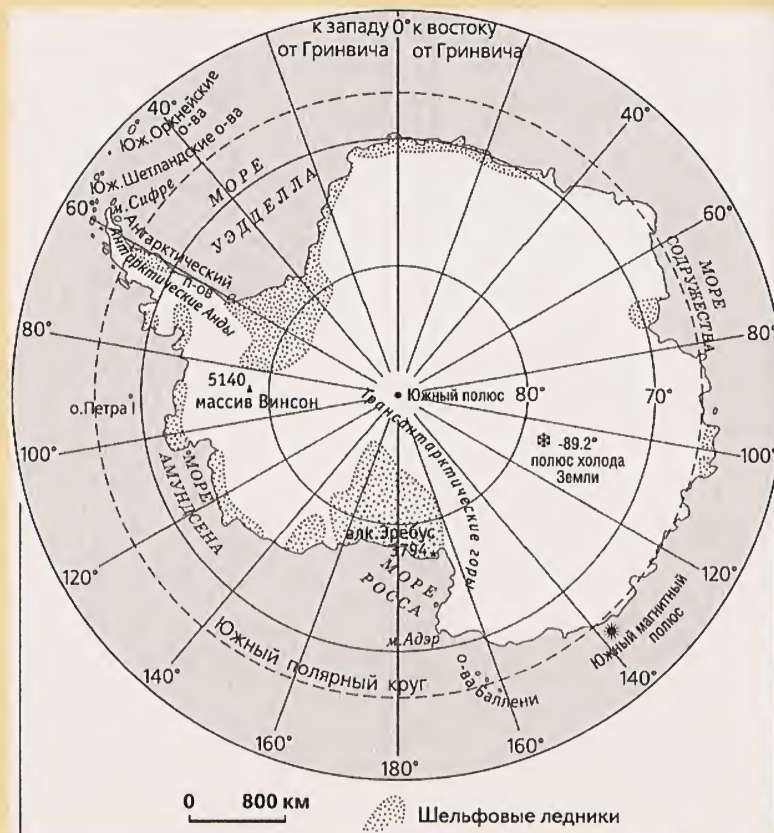 к западу 0° к востоку
от Гринвича от Гринвича
40°
40°
Юж. Оркнейские
о-ва
Юж. Шетландские о-ва
м. Сифре
60°
60°
МОРЕ
УЭДДЕЛЛА
Антарктический
п-ов
Антарктические Анды
МОРЕ
СОДРУЖЕСТВА
80°
80°
5140
массив Винсон
Южный полюс
80°
70°
о. Петра I
Трансантарктические горы
-89.2°
полюс холода
Земли
100°
100°
МОРЕ
АМУНДСЕНА
влк. Эребус
3794
МОРЕ
РОССА
120°
120°
м. Адэр
Южный магнитный
полюс
Южный полярный круг
о-ва Баллени
140°
140°
160°
160°
180°
0 800 км
Шельфовые ледники